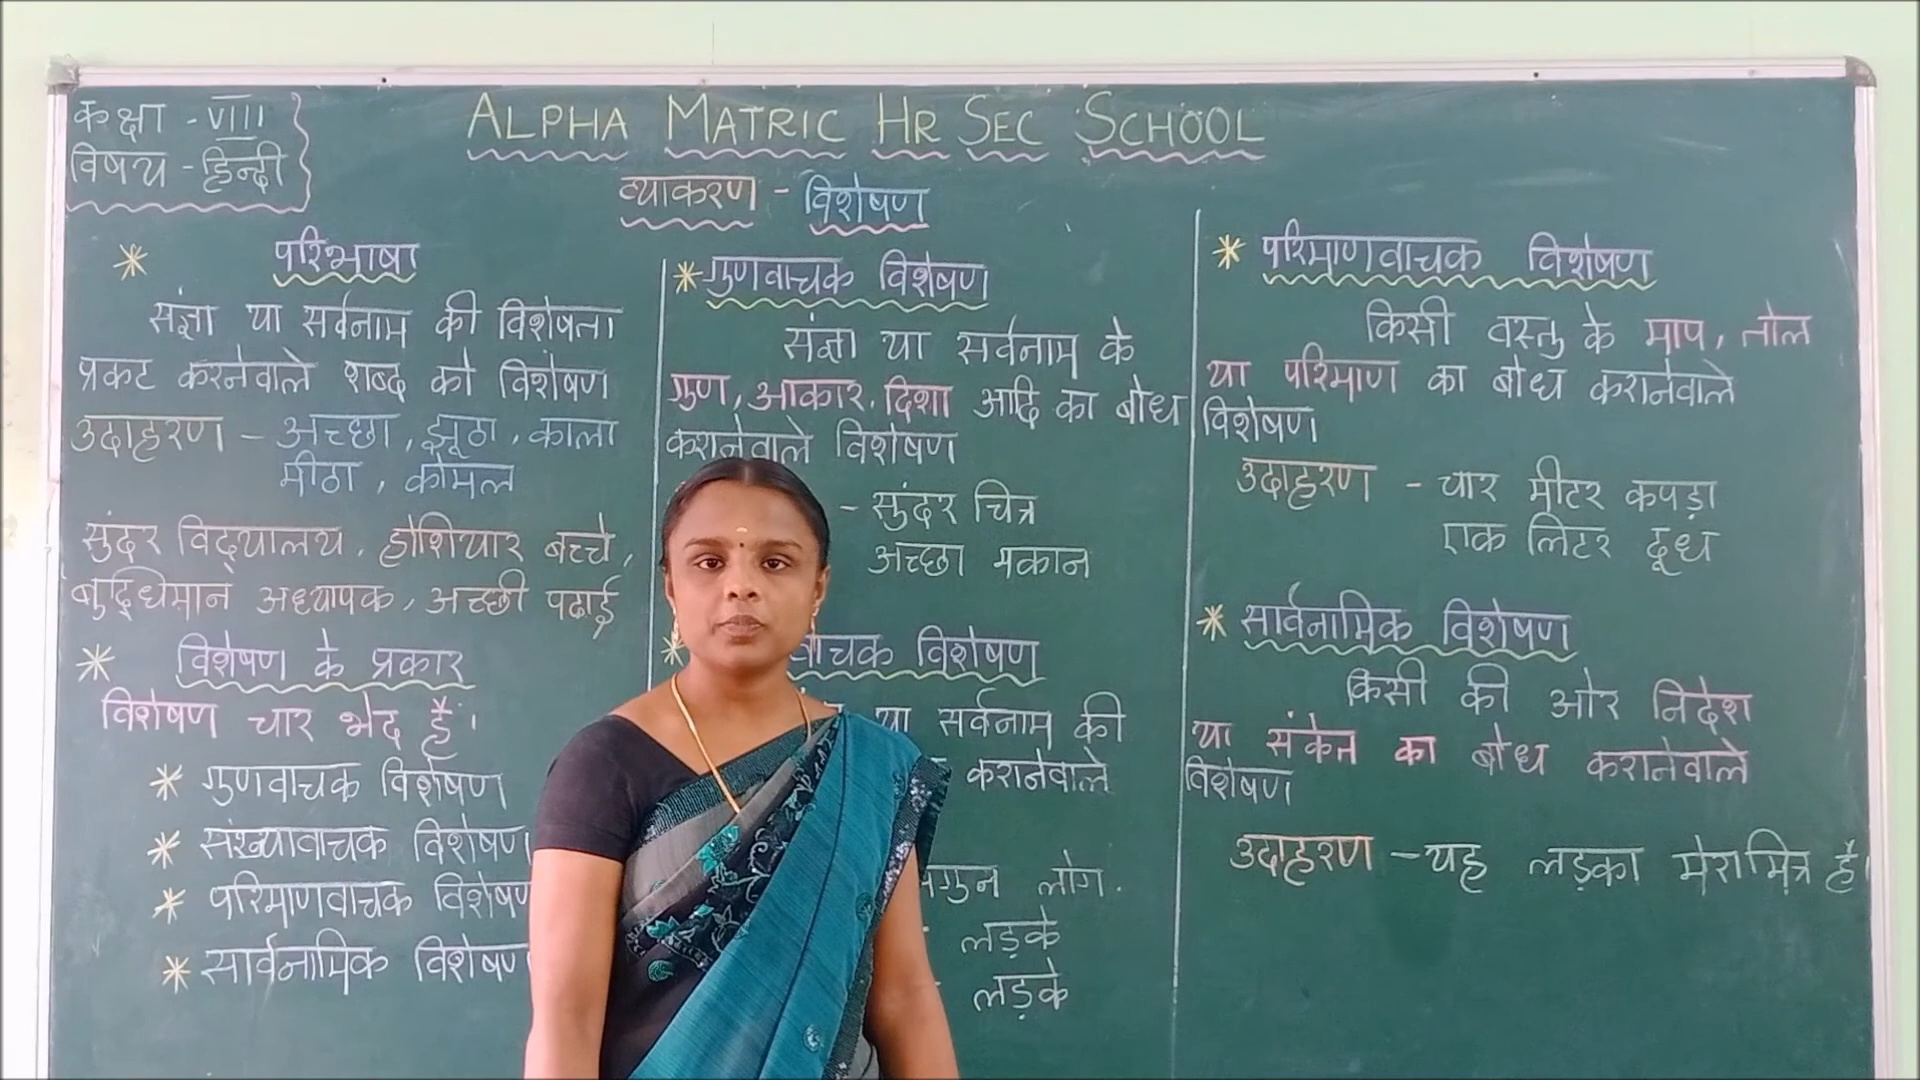 कक्षा - VIII
विषय - हिन्दी
ALPHA MATRIC HR SEC SCHOOL
व्याकरण - विशेषण
* परिभाषा
संज्ञा या सर्वनाम की विशेषता
प्रकट करनेवाले शब्द को विशेषण
उदाहरण - अच्छा, झूठा, काला
मीठा, कोमल
सुंदर विद्यालय, होशियार बच्चे,
बुद्धिमान अध्यापक, अच्छी पढाई
* विशेषण के प्रकार
विशेषण चार भेद हैं।
* गुणवाचक विशेषण
* संख्यावाचक विशेषण
* परिमाणवाचक विशेषण
* सार्वनामिक विशेषण
* गुणवाचक विशेषण
संज्ञा या सर्वनाम के
गुण, आकार, दिशा आदि का बोध
करानेवाले विशेषण
- सुंदर चित्र
अच्छा मकान
* वाचक विशेषण
या सर्वनाम की
करानेवाले
लोग.
लड़के
लड़के
* परिमाणवाचक विशेषण
किसी वस्तु के माप, तोल
या परिमाण का बोध करानेवाले
विशेषण
उदाहरण - चार मीटर कपड़ा
एक लिटर दूध
* सार्वनामिक विशेषण
किसी की ओर निदेश
या संकेत का बोध करानेवाले
विशेषण
उदाहरण - यह लड़का मेरा मित्र है।